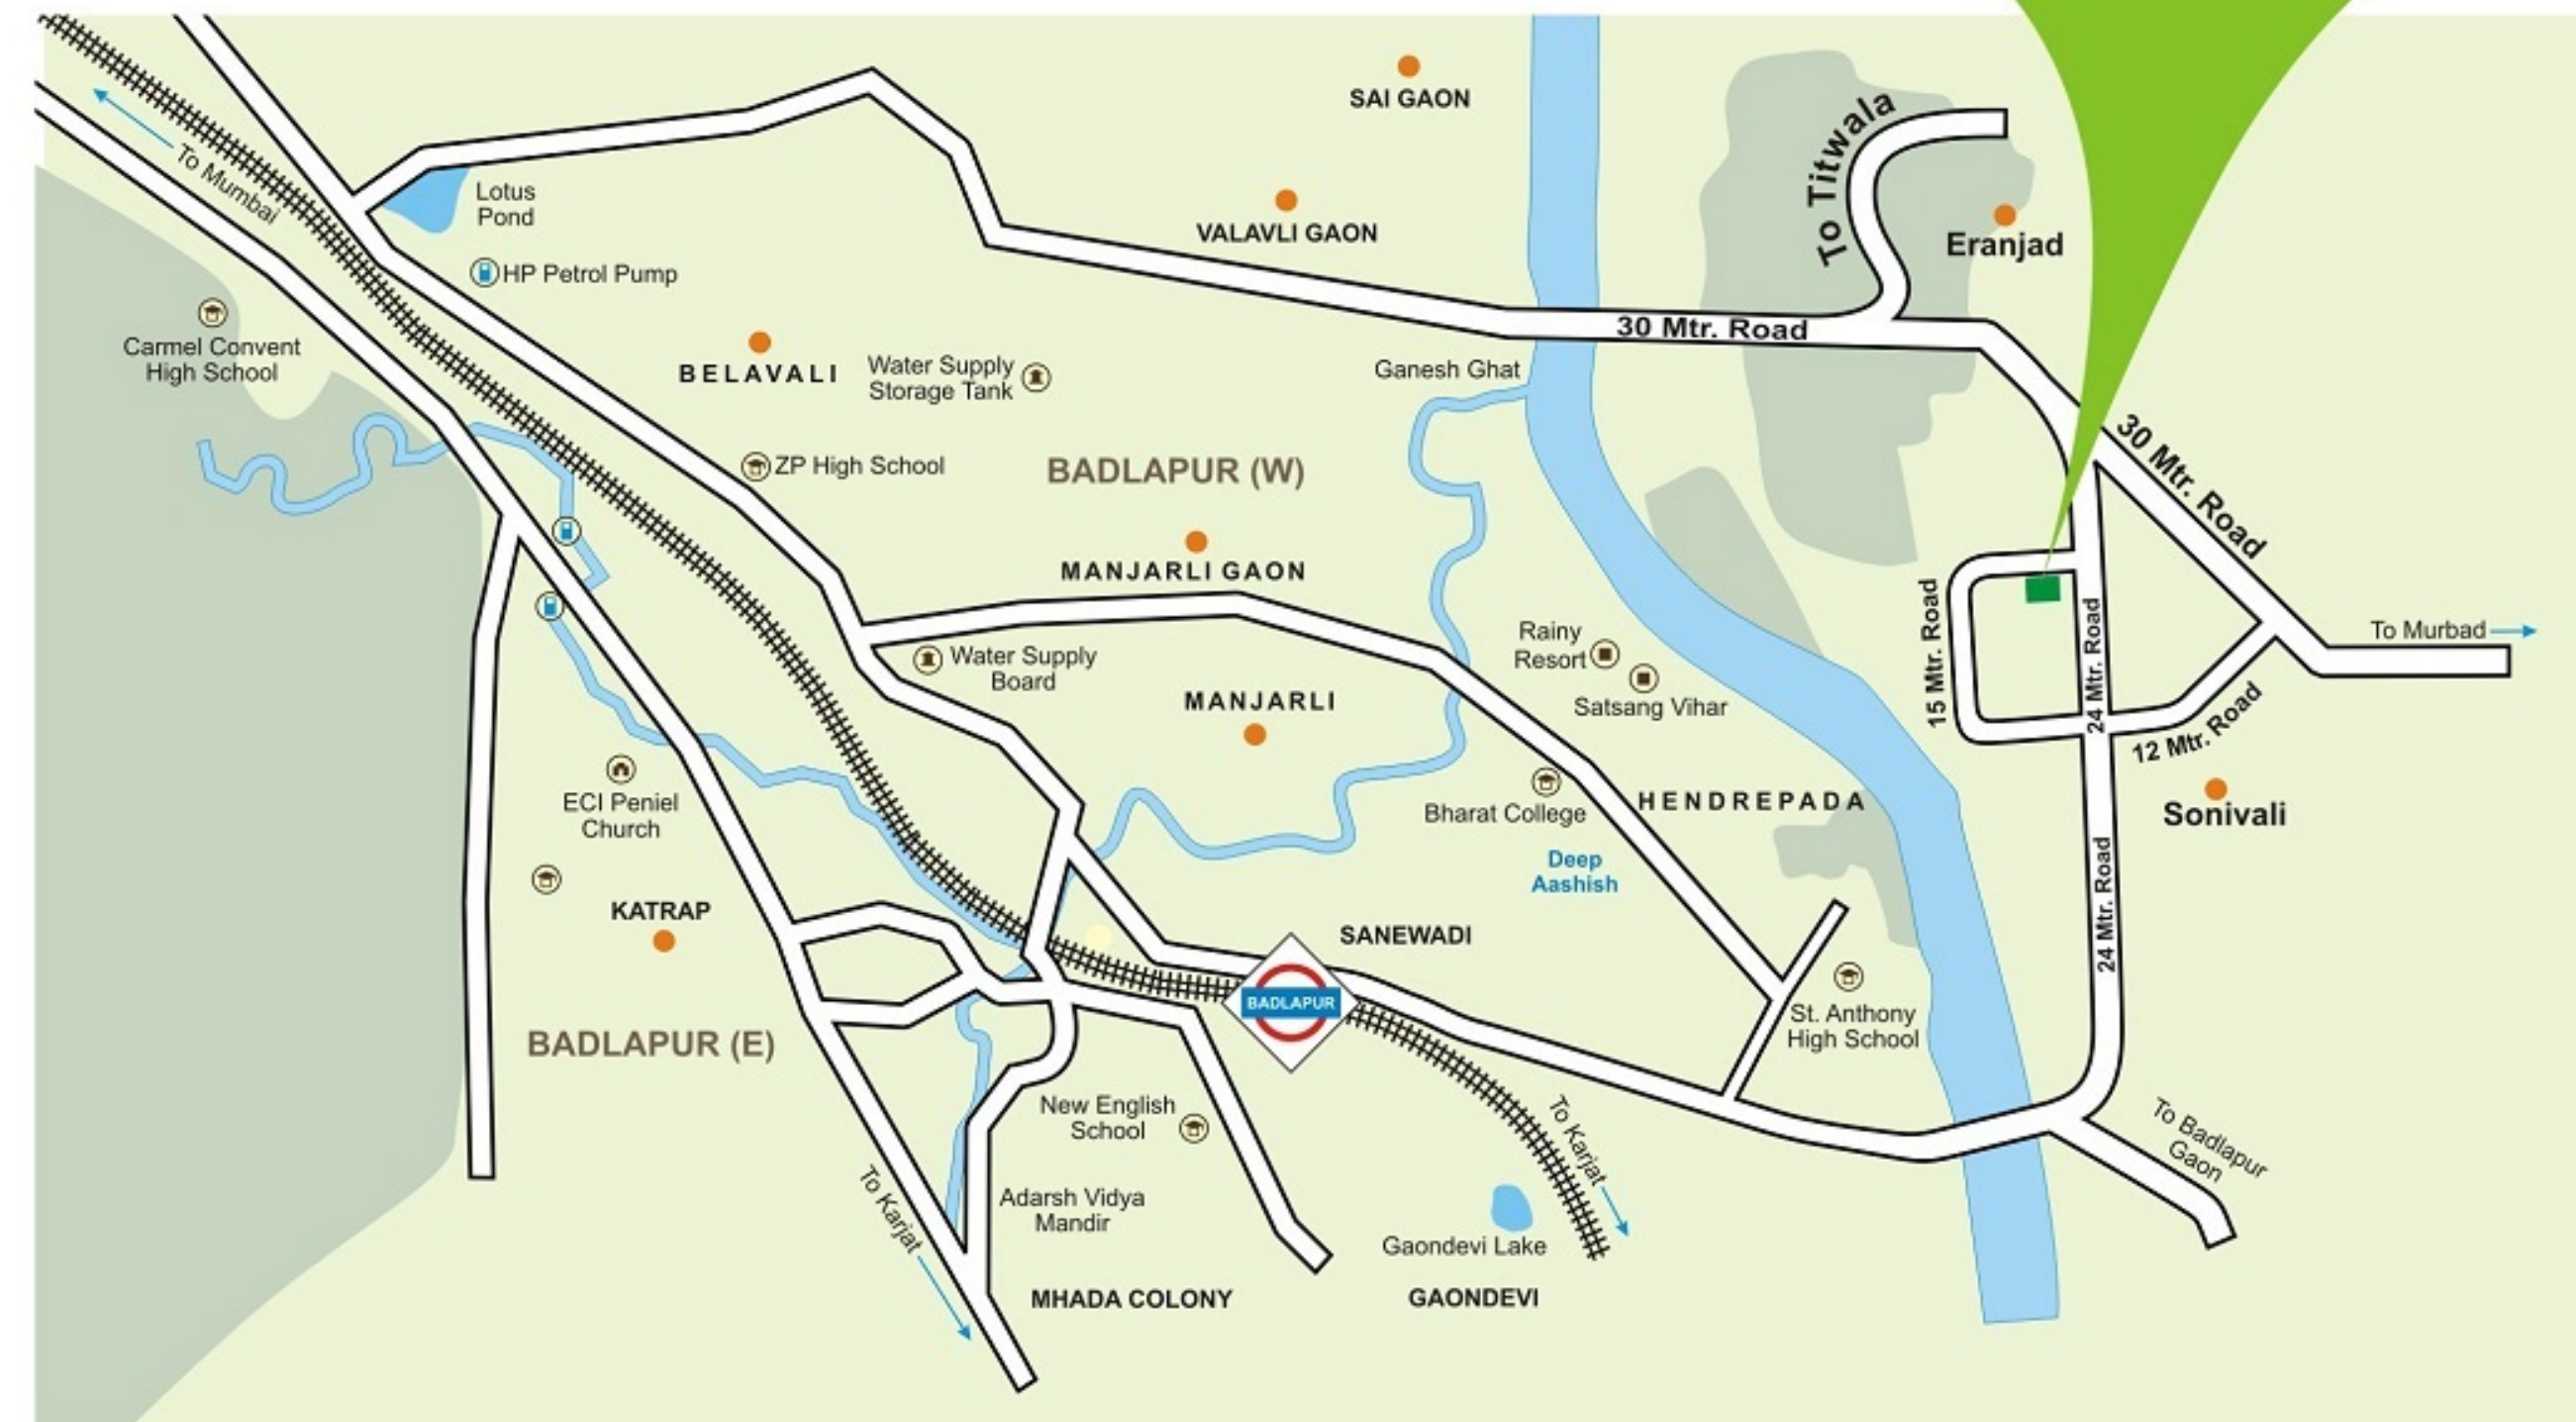 SAI GAON
To Titwala
To Mumbai
Lotus
Pond
VALAVLI GAON
Eranjad
HP Petrol Pump
30 Mtr. Road
Carmel Convent
High School
BELAVALI
Water Supply
Storage Tank
Ganesh Ghat
30 Mtr. Road
ZP High School
BADLAPUR (W)
MANJARLI GAON
Rainy
Resort
15 Mtr. Road
24 Mtr. Road
To Murbad
Water Supply
Board
MANJARLI
Satsang Vihar
12 Mtr. Road
ECI Peniel
Church
Bharat College
HENDREPADA
Sonivali
Deep
Aashish
24 Mtr. Road
KATRAP
SANEWADI
BADLAPUR
BADLAPUR (E)
St. Anthony
High School
New English
School
To Karjat
To Badlapur
Gaon
To Karjat
Adarsh Vidya
Mandir
Gaondevi Lake
MHADA COLONY
GAONDEVI